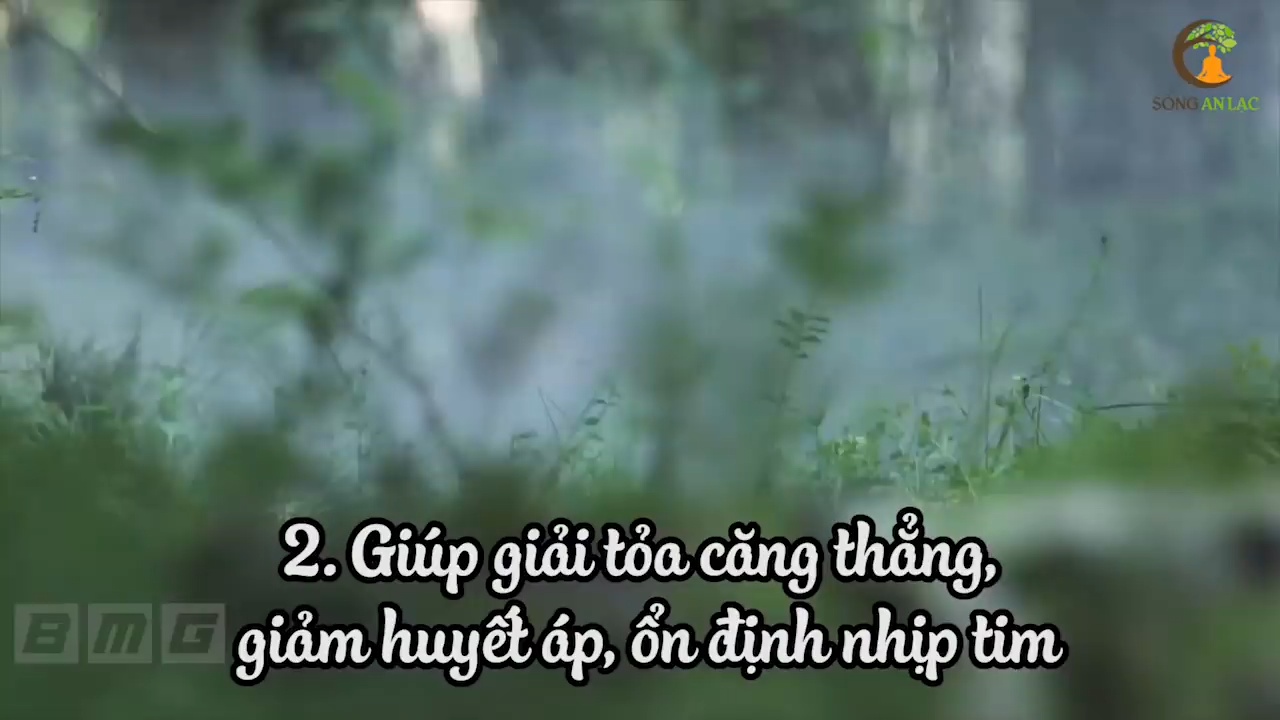 SỐNG AN LẠC
2. Giúp giải tỏa căng thẳng,
giảm huyết áp, ổn định nhịp tim
BMG